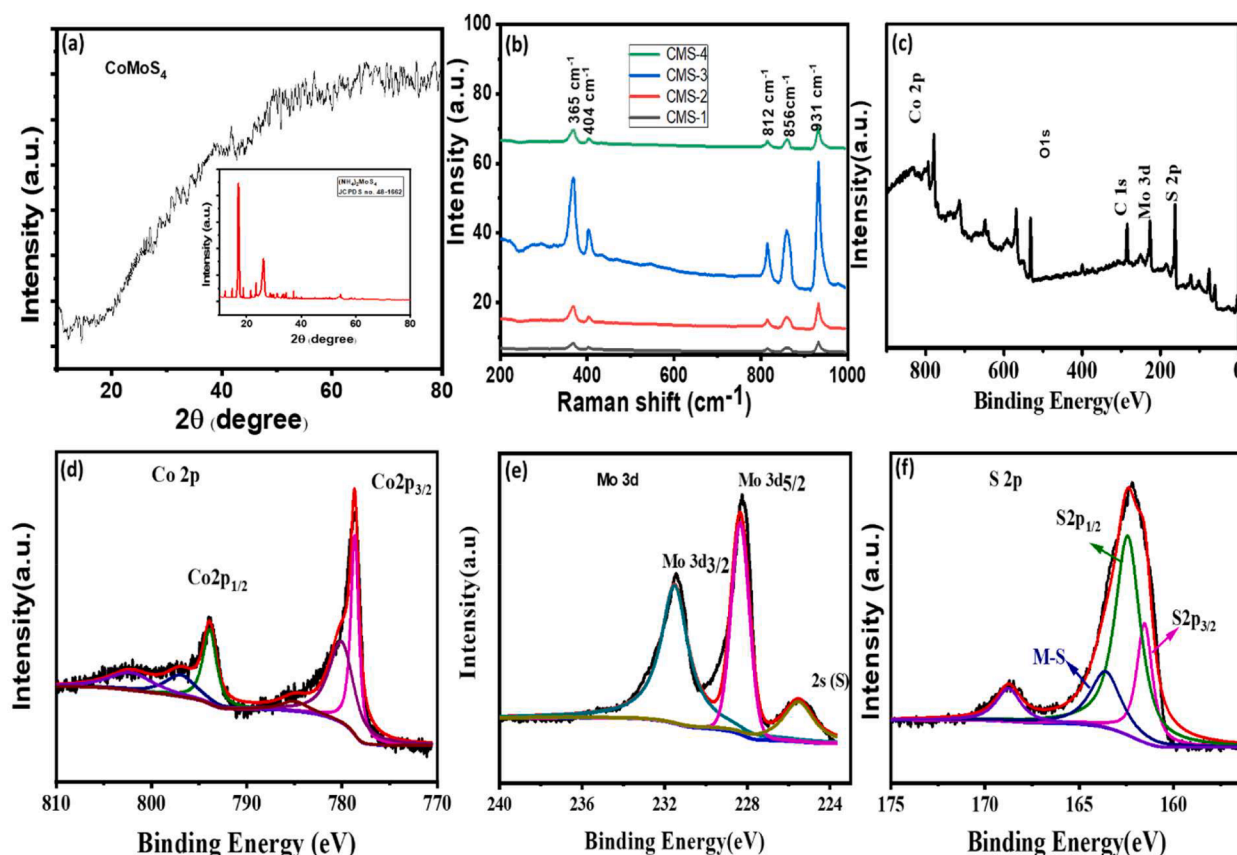 (a)
CoMoS₄
Intensity (a.u.)
(NH₄)₂MoS₄
JCPDS no. 48-1662
Intensity (a.u.)
20 40 60 80
2θ (degree)
20 40 60 80
2θ (degree)
(b)
100
80
60
40
20
CMS-4
CMS-3
CMS-2
CMS-1
365 cm⁻¹
404 cm⁻¹
812 cm⁻¹
856cm⁻¹
931 cm⁻¹
Intensity (a.u.)
200 400 600 800 1000
Raman shift (cm⁻¹)
(c)
Co 2p
O1s
C 1s
Mo 3d
S 2p
Intensity(a.u.)
800 600 400 200 0
Binding Energy(eV)
(d)
Co 2p
Co2p₃/₂
Co2p₁/₂
Intensity(a.u.)
810 800 790 780 770
Binding Energy (eV)
(e)
Mo 3d
Mo 3d5/2
Mo 3d3/2
2s (S)
Intensity(a.u)
240 236 232 228 224
Binding Energy (eV)
(f)
S 2p
S2p₁/₂
S2p₃/₂
M-S
Intensity (a.u.)
175 170 165 160
Binding Energy(eV)